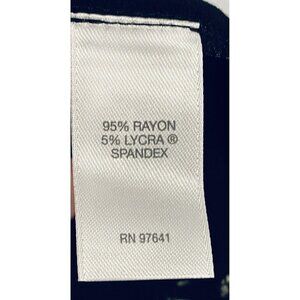 95% RAYON
5% LYCRA ®
SPANDEX
RN 97641